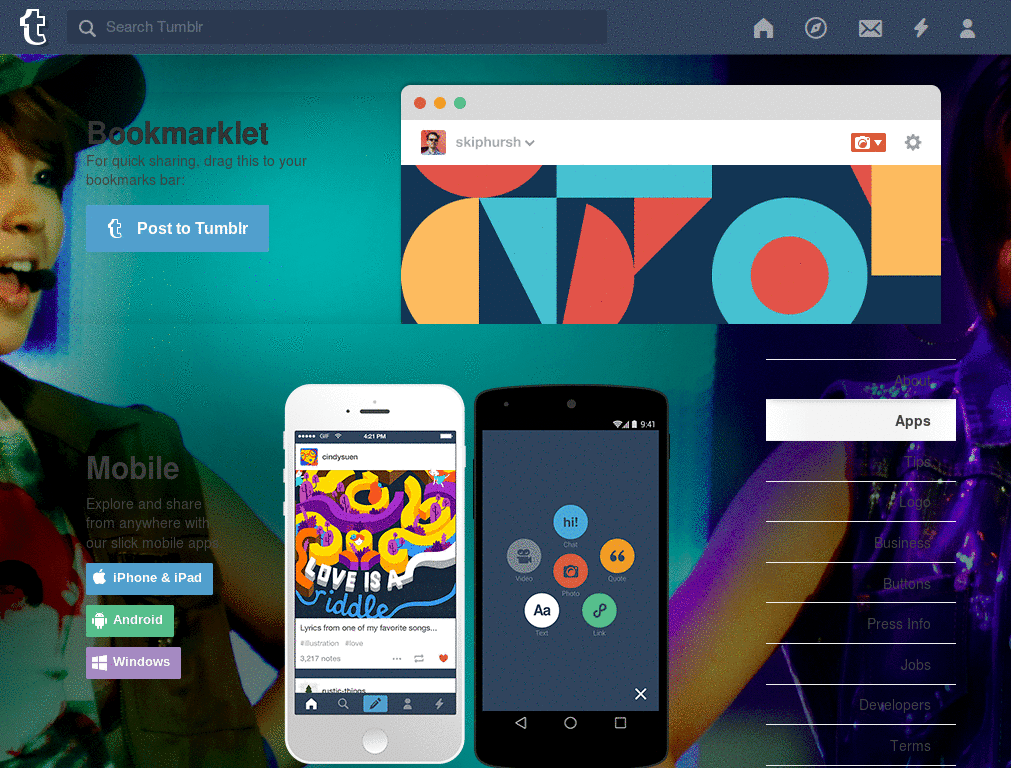 Search Tumblr
Bookmarklet
For quick sharing, drag this to your
bookmarks bar:
Post to Tumblr
skiphursh
About
Apps
Tips
Logo
Business
Buttons
Press Info
Jobs
Developers
Terms
Mobile
Explore and share
from anywhere with
our slick mobile apps
iPhone & iPad
Android
Windows
GIF
4:21 PM
cindysuen
LOVE IS A
riddle
Lyrics from one of my favorite songs...
#illustration #love
3,217 notes
rustic-things
9:41
hi!
Chat
Video
Quote
Photo
Aa
Text
Link